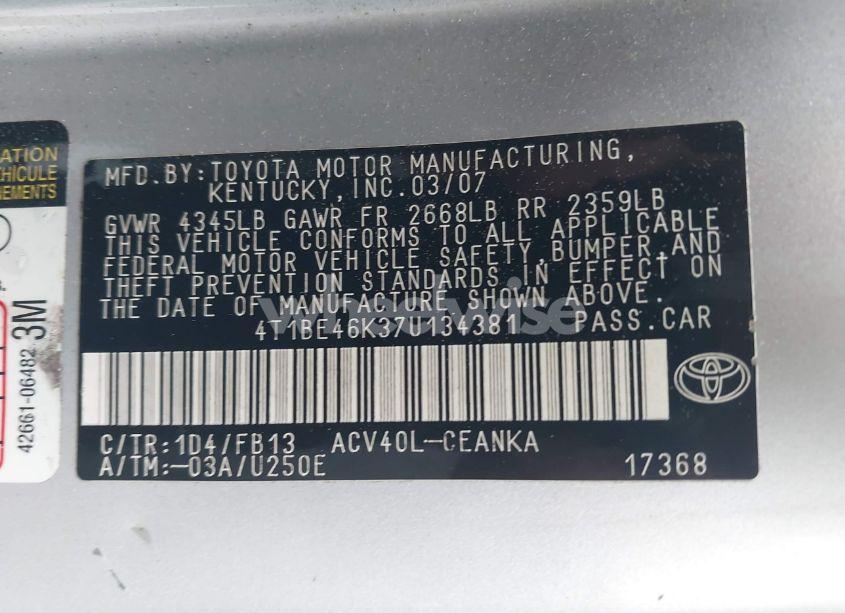 ATION
ÉHICULE
NEMENTS
3M
42661-06482
MFD.BY:TOYOTA MOTOR MANUFACTURING,
KENTUCKY,INC.03/07
GVWR 4345LB GAWR FR 2668LB RR 2359LB
THIS VEHICLE CONFORMS TO ALL APPLICABLE
FEDERAL MOTOR VEHICLE SAFETY,BUMPER,AND
THEFT PREVENTION STANDARDS IN EFFECT ON
THE DATE OF MANUFACTURE SHOWN ABOVE.
4T1BE46K37U134381 PASS.CAR
C/TR:1D4/FB13 ACV40L-CEANKA
A/TM:-03A/U250E 17368